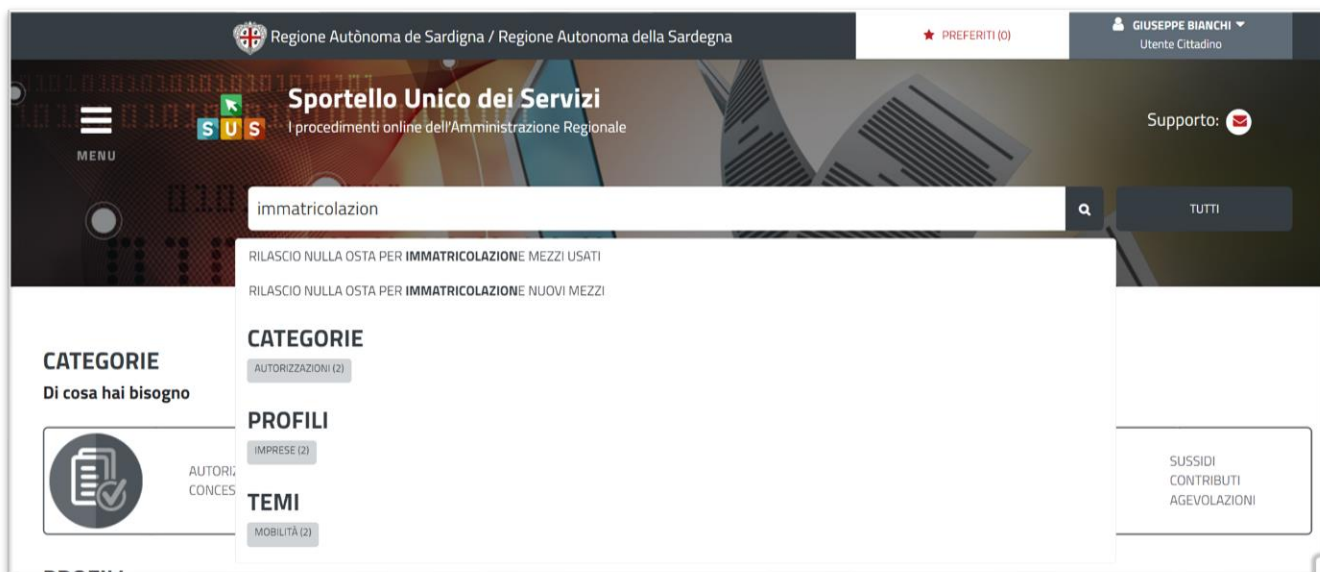 Regione Autònoma de Sardigna / Regione Autonoma della Sardegna
PREFERITI (0)
GIUSEPPE BIANCHI
Utente Cittadino
MENU
SUS
Sportello Unico dei Servizi
I procedimenti online dell'Amministrazione Regionale
Supporto:
immatricolazion
TUTTI
RILASCIO NULLA OSTA PER IMMATRICOLAZIONE MEZZI USATI
RILASCIO NULLA OSTA PER IMMATRICOLAZIONE NUOVI MEZZI
CATEGORIE
AUTORIZZAZIONI (2)
PROFILI
IMPRESE (2)
TEMI
MOBILITÀ (2)
CATEGORIE
Di cosa hai bisogno
AUTORIZ
CONCES
SUSSIDI
CONTRIBUTI
AGEVOLAZIONI